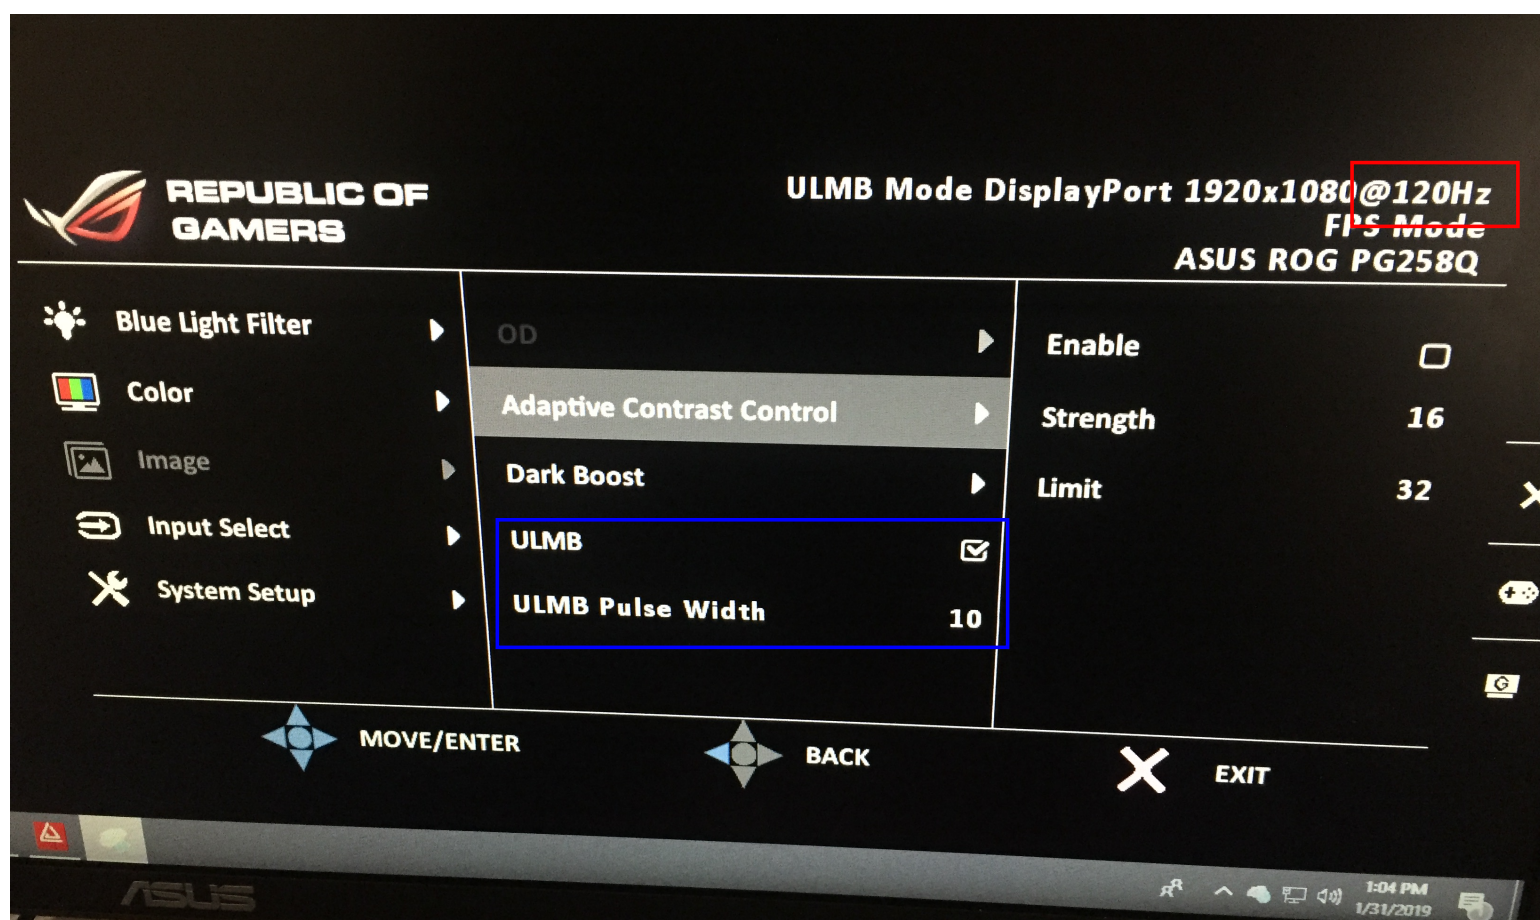 REPUBLIC OF
GAMERS
ULMB Mode DisplayPort 1920x1080@120Hz
FPS Mode
ASUS ROG PG258Q
Blue Light Filter
Color
Image
Input Select
System Setup
OD
Adaptive Contrast Control
Dark Boost
ULMB
ULMB Pulse Width 10
Enable
Strength 16
Limit 32
MOVE/ENTER
BACK
EXIT
1:04 PM
1/31/2019
ASUS